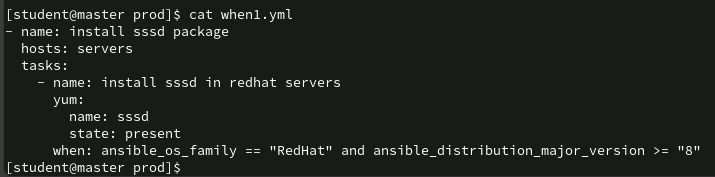 [student@master prod]$ cat when1.yml
- name: install sssd package
  hosts: servers
  tasks:
    - name: install sssd in redhat servers
      yum:
        name: sssd
        state: present
      when: ansible_os_family == "RedHat" and ansible_distribution_major_version >= "8"
[student@master prod]$